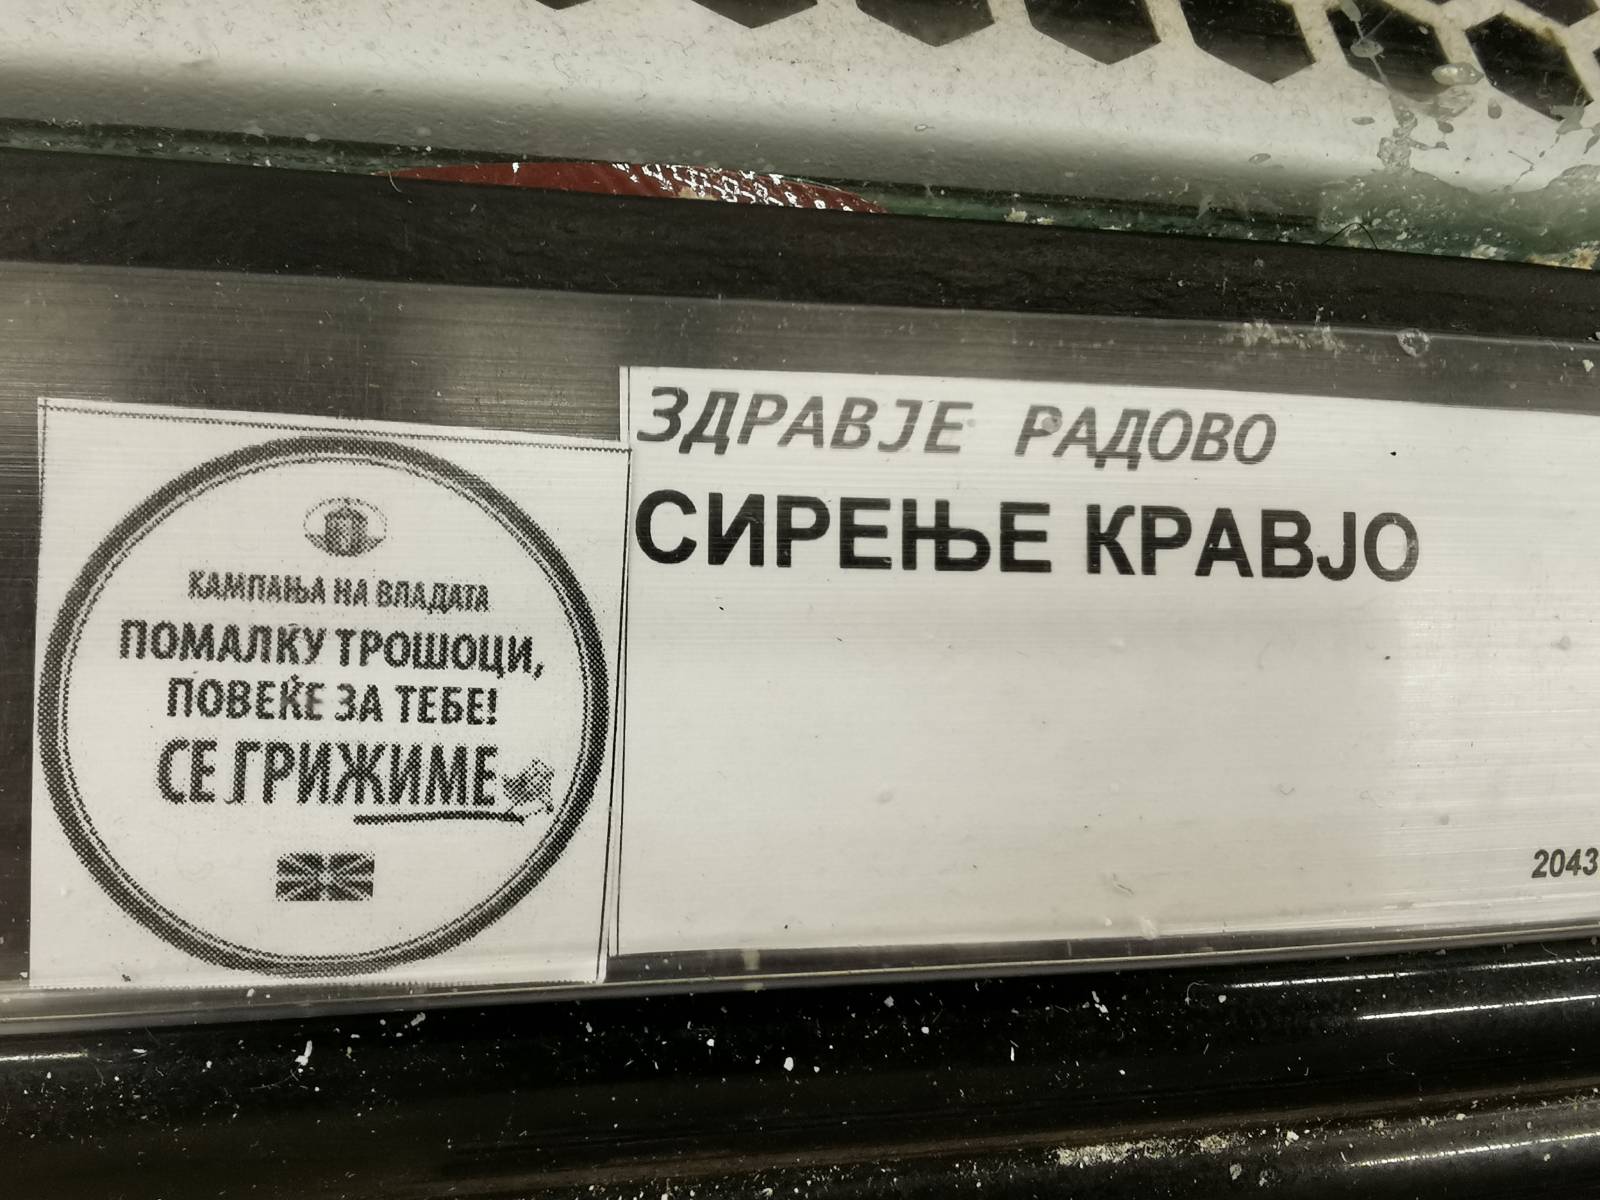 КАМПАЊА НА ВЛАДАТА
ПОМАЛКУ ТРОШОЦИ,
ПОВЕЌЕ ЗА ТЕБЕ!
СЕ ГРИЖИМЕ
ЗДРАВЈЕ РАДОВО
СИРЕЊЕ КРАВЈО
2043